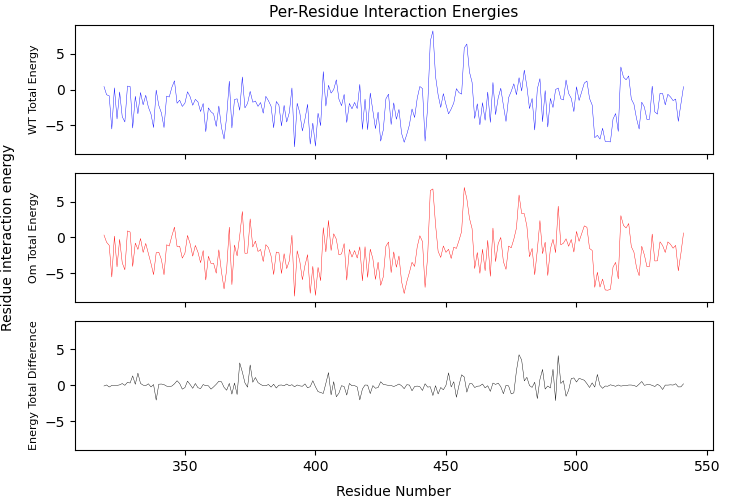 Per-Residue Interaction Energies
Residue interaction energy
WT Total Energy
5
0
−5
Om Total Energy
5
0
−5
Energy Total Difference
5
0
−5
350 400 450 500 550
Residue Number